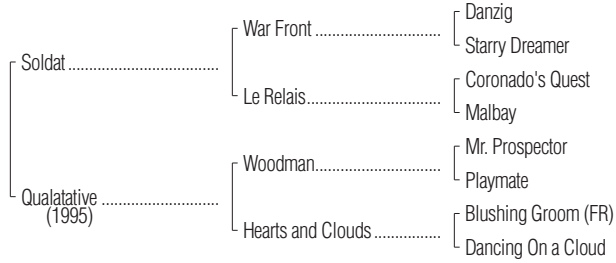 Danzig
War Front
Starry Dreamer
Soldat
Coronado's Quest
Le Relais
Malbay
Mr. Prospector
Woodman
Playmate
Qualatative
(1995)
Blushing Groom (FR)
Hearts and Clouds
Dancing On a Cloud